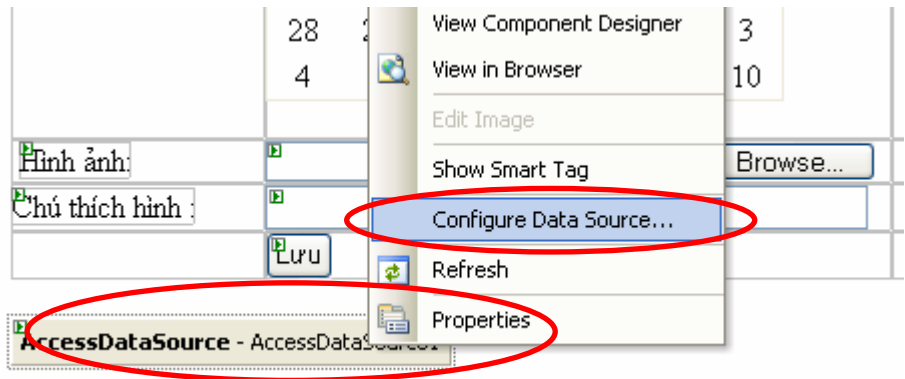 View Component Designer
28 3
View in Browser
4 10
Edit Image
Hình ảnh: Browse...
Show Smart Tag
Chú thích hình :
Configure Data Source...
Lưu
Refresh
Properties
AccessDataSource - AccessDataSource1